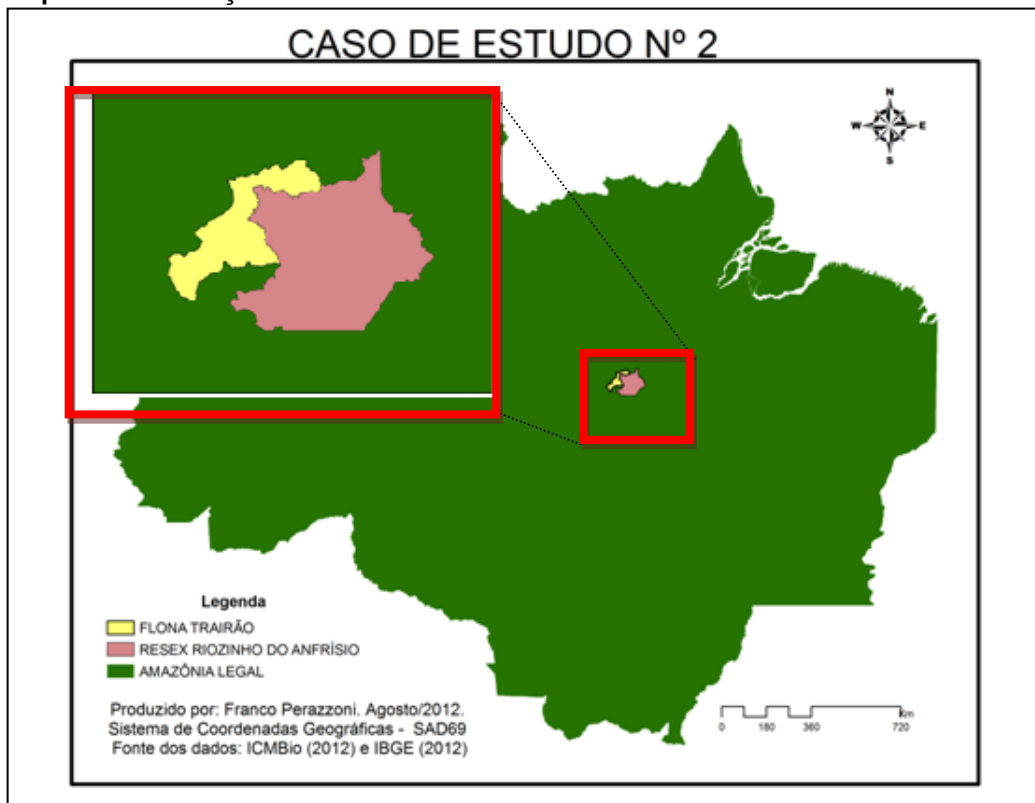 CASO DE ESTUDO Nº 2
N
W
E
S
Legenda
FLONA TRAIRÃO
RESEX RIOZINHO DO ANFRÍSIO
AMAZÔNIA LEGAL
Produzido por: Franco Perazzoni. Agosto/2012.
Sistema de Coordenadas Geográficas - SAD69
Fonte dos dados: ICMBio (2012) e IBGE (2012)
Km
0 180 360 720